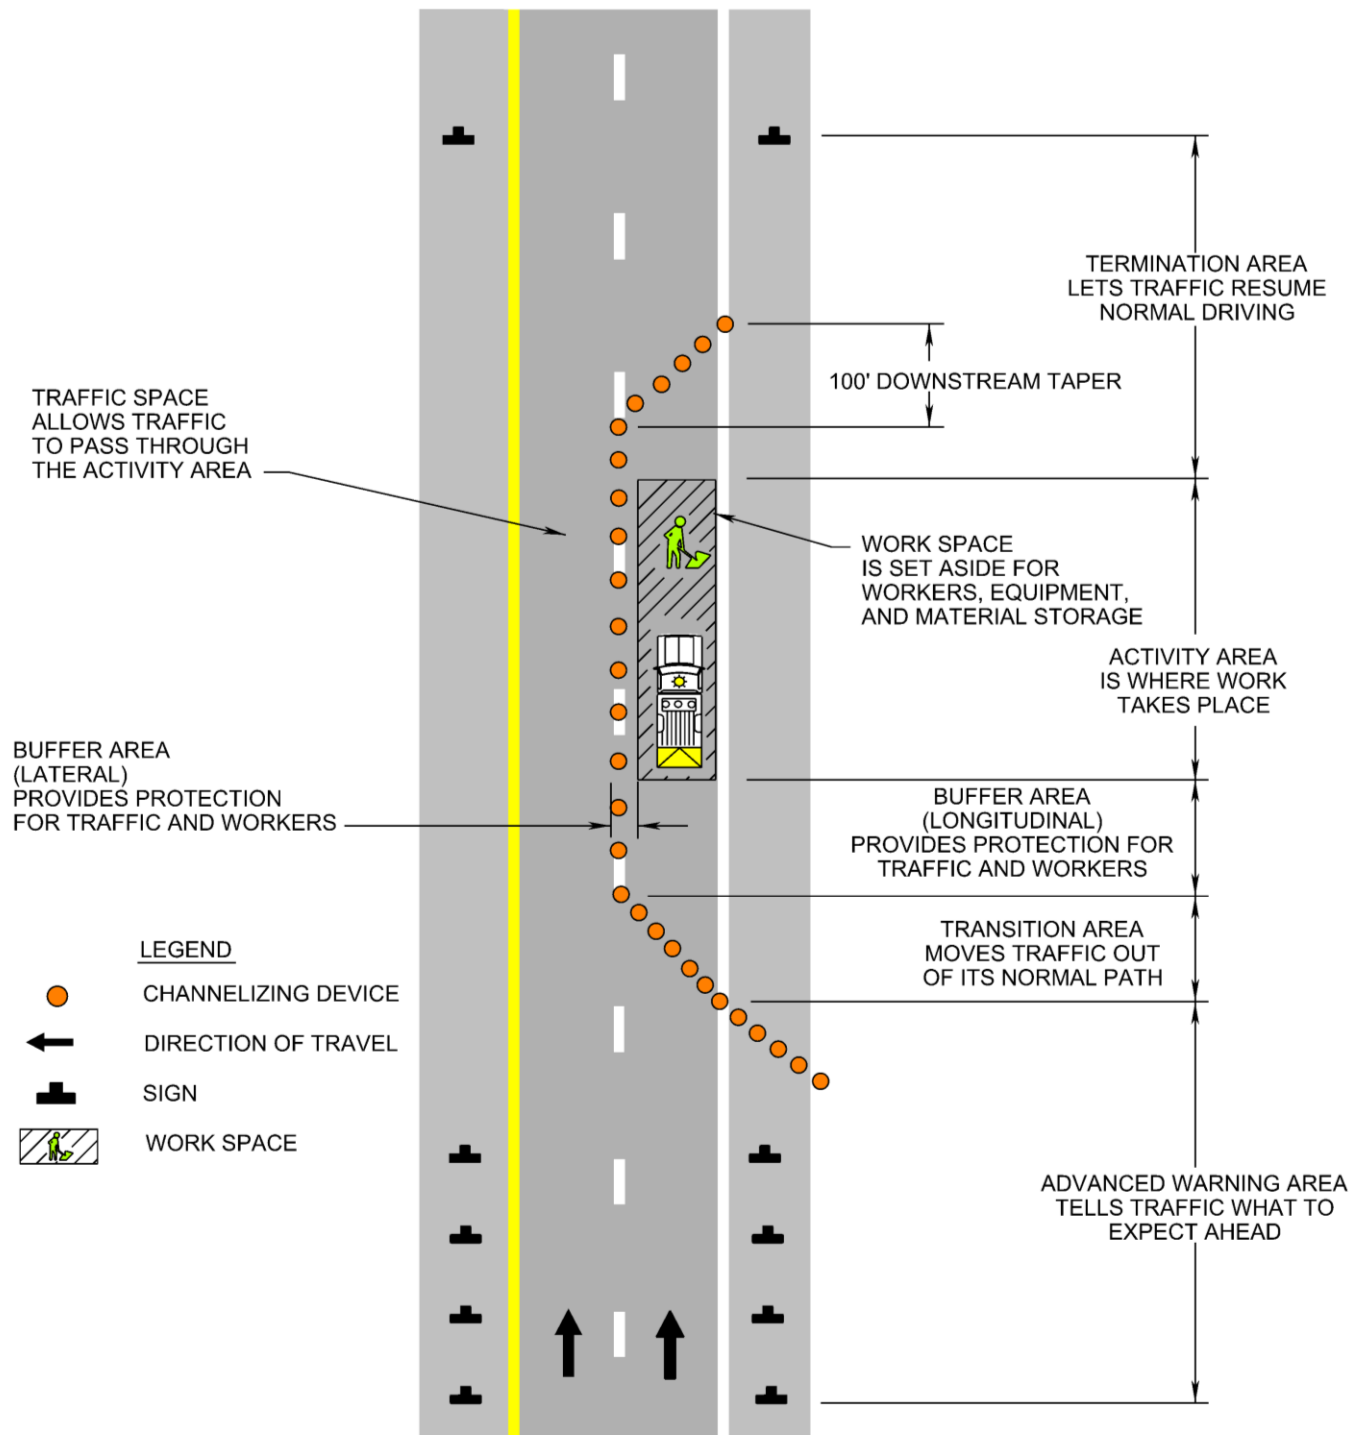 TERMINATION AREA
LETS TRAFFIC RESUME
NORMAL DRIVING
100' DOWNSTREAM TAPER
TRAFFIC SPACE
ALLOWS TRAFFIC
TO PASS THROUGH
THE ACTIVITY AREA
WORK SPACE
IS SET ASIDE FOR
WORKERS, EQUIPMENT,
AND MATERIAL STORAGE
ACTIVITY AREA
IS WHERE WORK
TAKES PLACE
BUFFER AREA
(LATERAL)
PROVIDES PROTECTION
FOR TRAFFIC AND WORKERS
BUFFER AREA
(LONGITUDINAL)
PROVIDES PROTECTION FOR
TRAFFIC AND WORKERS
TRANSITION AREA
MOVES TRAFFIC OUT
OF ITS NORMAL PATH
LEGEND
CHANNELIZING DEVICE
DIRECTION OF TRAVEL
SIGN
WORK SPACE
ADVANCED WARNING AREA
TELLS TRAFFIC WHAT TO
EXPECT AHEAD